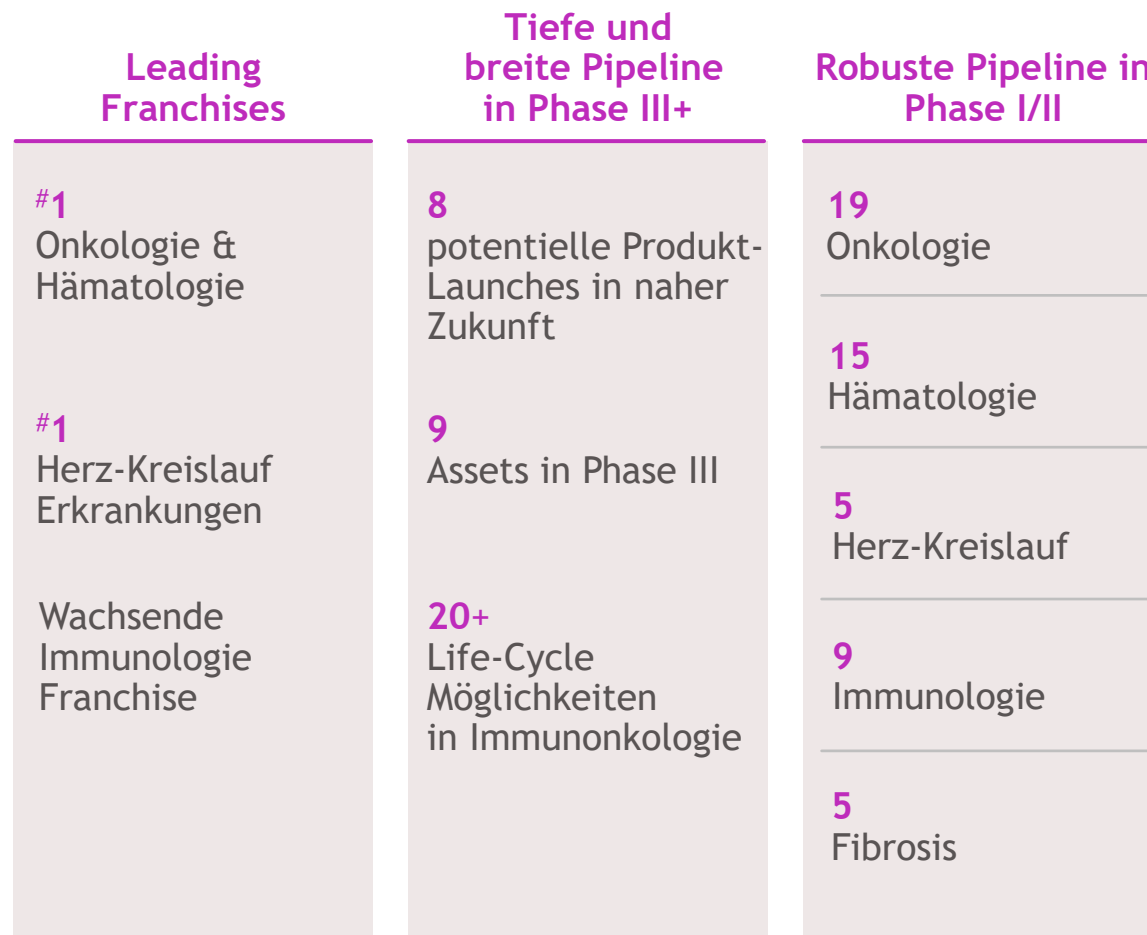 Leading
Franchises
#1
Onkologie &
Hämatologie
#1
Herz-Kreislauf
Erkrankungen
Wachsende
Immunologie
Franchise
Tiefe und
breite Pipeline
in Phase III+
8
potentielle Produkt-
Launches in naher
Zukunft
9
Assets in Phase III
20+
Life-Cycle
Möglichkeiten
in Immunonkologie
Robuste Pipeline in
Phase I/II
19
Onkologie
15
Hämatologie
5
Herz-Kreislauf
9
Immunologie
5
Fibrosis